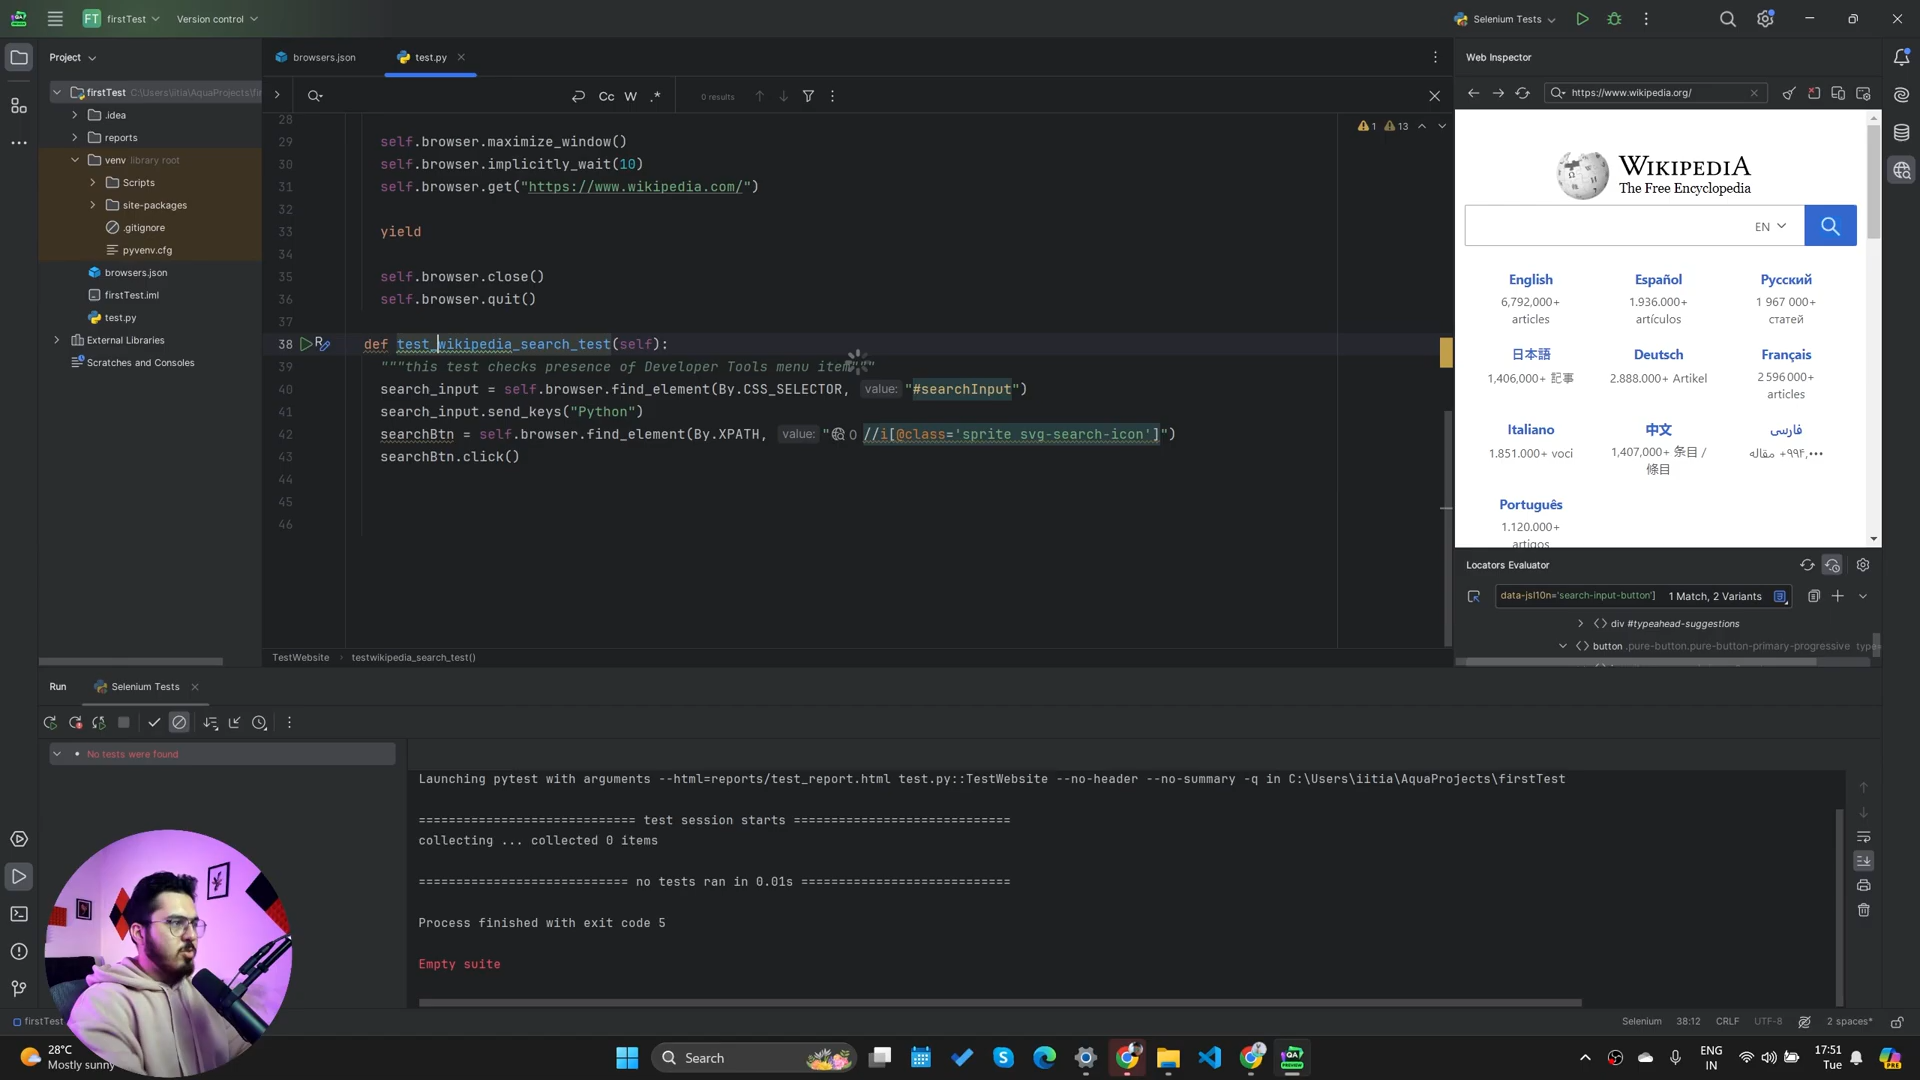 FT firstTest
Version control
Selenium Tests
Project
browsers.json
test.py
Web Inspector
firstTest C:\Users\iitia\AquaProjects\fi
.idea
reports
venv library root
Scripts
site-packages
.gitignore
pyvenv.cfg
browsers.json
firstTest.iml
test.py
External Libraries
Scratches and Consoles
Cc W .* 0 results
1 13
28
29 self.browser.maximize_window()
30 self.browser.implicitly_wait(10)
31 self.browser.get("https://www.wikipedia.com/")
32
33 yield
34
35 self.browser.close()
36 self.browser.quit()
37
38 def test_wikipedia_search_test(self):
39 """this test checks presence of Developer Tools menu item"""
40 search_input = self.browser.find_element(By.CSS_SELECTOR, value: "#searchInput")
41 search_input.send_keys("Python")
42 searchBtn = self.browser.find_element(By.XPATH, value: "0 //i[@class='sprite svg-search-icon']")
43 searchBtn.click()
44
45
46
TestWebsite testwikipedia_search_test()
https://www.wikipedia.org/
WIKIPEDIA
The Free Encyclopedia
EN
English
6,792,000+
articles
Español
1.936.000+
artículos
Русский
1 967 000+
статей
日本語
1,406,000+ 記事
Deutsch
2.888.000+ Artikel
Français
2 596 000+
articles
Italiano
1.851.000+ voci
中文
1,407,000+ 条目 /
條目
فارسی
۹۹۴٬۰۰۰+ مقاله
Português
1.120.000+
artigos
Locators Evaluator
data-jsl10n='search-input-button'] 1 Match, 2 Variants
div #typeahead-suggestions
button .pure-button.pure-button-primary-progressive type
Run Selenium Tests
No tests were found
Launching pytest with arguments --html=reports/test_report.html test.py::TestWebsite --no-header --no-summary -q in C:\Users\iitia\AquaProjects\firstTest
============================= test session starts =============================
collecting ... collected 0 items
============================ no tests ran in 0.01s ============================
Process finished with exit code 5
Empty suite
firstTest
Selenium 38:12 CRLF UTF-8 2 spaces*
28°C
Mostly sunny
Search
QA
PREVIEW
ENG
IN
17:51
Tue
PRE